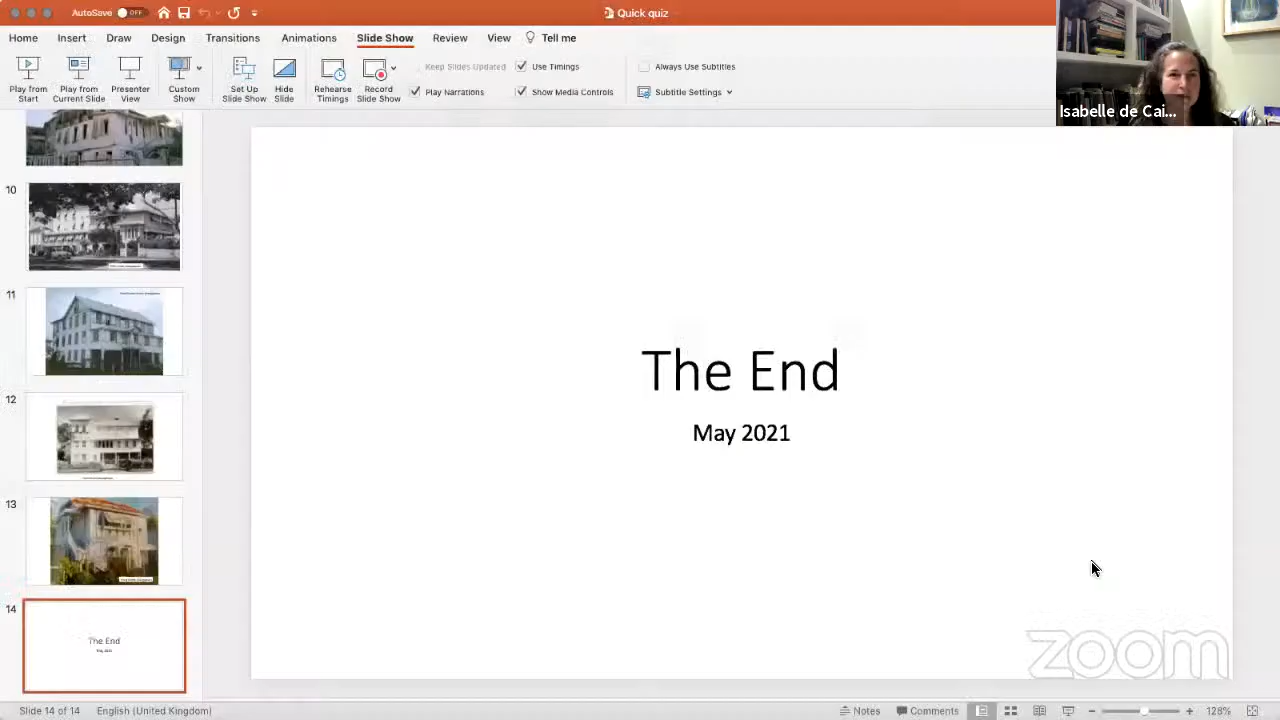 AutoSave OFF
Quick quiz
Home Insert Draw Design Transitions Animations Slide Show Review View Tell me
Play from Start
Play from Current Slide
Presenter View
Custom Show
Set Up Slide Show
Hide Slide
Rehearse Timings
Record Slide Show
Keep Slides Updated
Use Timings
Play Narrations
Show Media Controls
Always Use Subtitles
Subtitle Settings
Isabelle de Cai...
10
11
12
13
14
The End
The End
May 2021
zoom
Slide 14 of 14 English (United Kingdom)
Notes Comments 128%